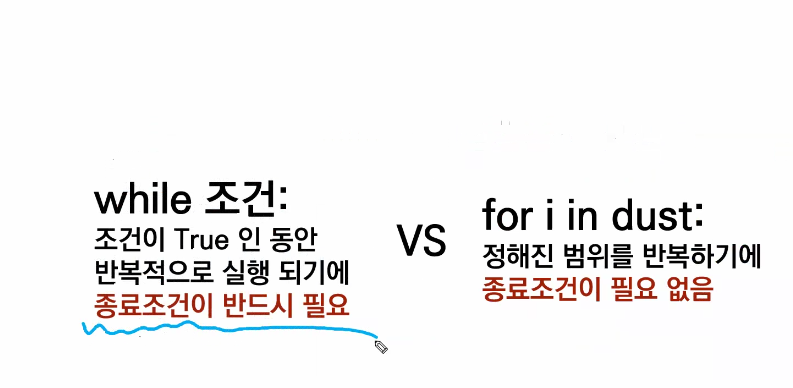 while 조건:
조건이 True 인 동안
반복적으로 실행 되기에
종료조건이 반드시 필요
VS
for i in dust:
정해진 범위를 반복하기에
종료조건이 필요 없음